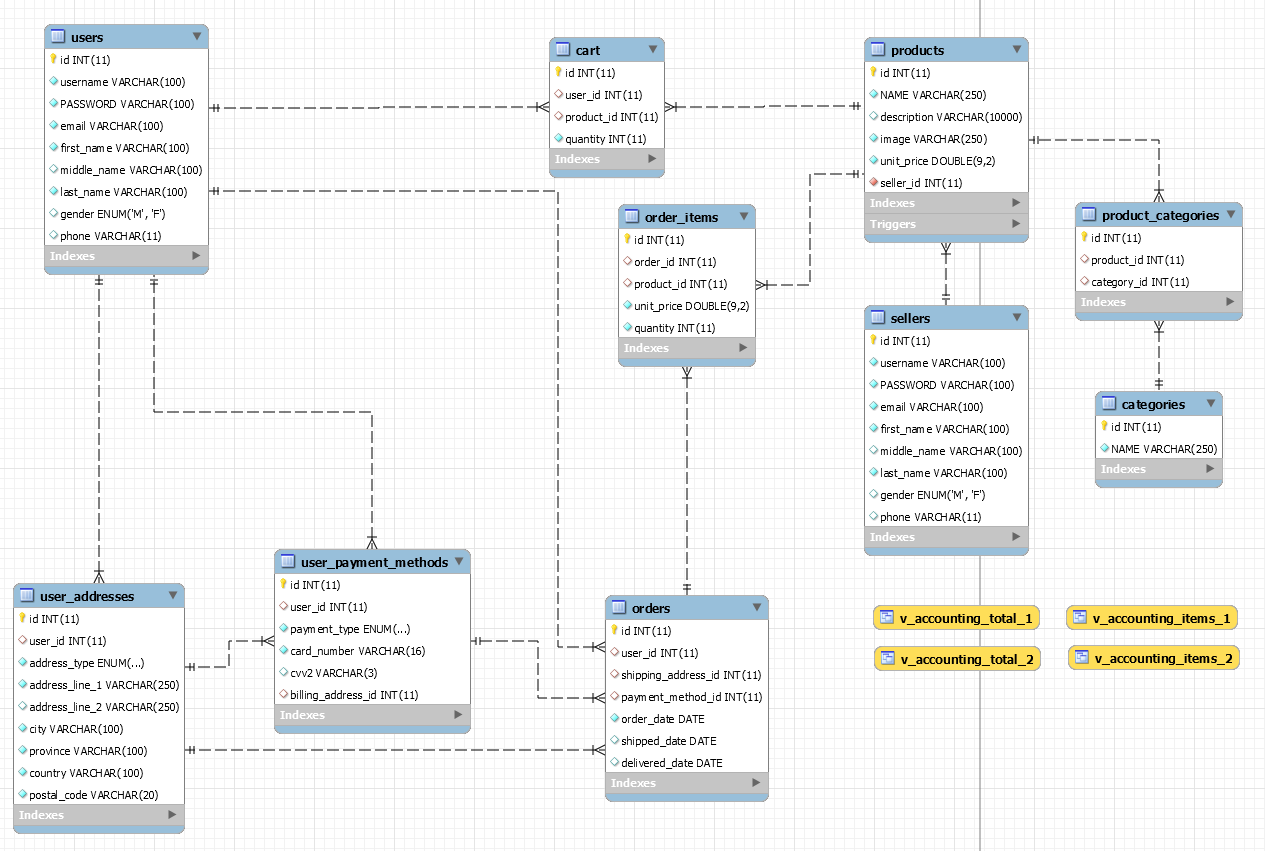 users
id INT(11)
username VARCHAR(100)
PASSWORD VARCHAR(100)
email VARCHAR(100)
first_name VARCHAR(100)
middle_name VARCHAR(100)
last_name VARCHAR(100)
gender ENUM('M', 'F')
phone VARCHAR(11)
Indexes
cart
id INT(11)
user_id INT(11)
product_id INT(11)
quantity INT(11)
Indexes
products
id INT(11)
NAME VARCHAR(250)
description VARCHAR(10000)
image VARCHAR(250)
unit_price DOUBLE(9,2)
seller_id INT(11)
Indexes
Triggers
order_items
id INT(11)
order_id INT(11)
product_id INT(11)
unit_price DOUBLE(9,2)
quantity INT(11)
Indexes
product_categories
id INT(11)
product_id INT(11)
category_id INT(11)
Indexes
sellers
id INT(11)
username VARCHAR(100)
PASSWORD VARCHAR(100)
email VARCHAR(100)
first_name VARCHAR(100)
middle_name VARCHAR(100)
last_name VARCHAR(100)
gender ENUM('M', 'F')
phone VARCHAR(11)
Indexes
categories
id INT(11)
NAME VARCHAR(250)
Indexes
user_addresses
id INT(11)
user_id INT(11)
address_type ENUM(...)
address_line_1 VARCHAR(250)
address_line_2 VARCHAR(250)
city VARCHAR(100)
province VARCHAR(100)
country VARCHAR(100)
postal_code VARCHAR(20)
Indexes
user_payment_methods
id INT(11)
user_id INT(11)
payment_type ENUM(...)
card_number VARCHAR(16)
cvv2 VARCHAR(3)
billing_address_id INT(11)
Indexes
orders
id INT(11)
user_id INT(11)
shipping_address_id INT(11)
payment_method_id INT(11)
order_date DATE
shipped_date DATE
delivered_date DATE
Indexes
v_accounting_total_1
v_accounting_items_1
v_accounting_total_2
v_accounting_items_2